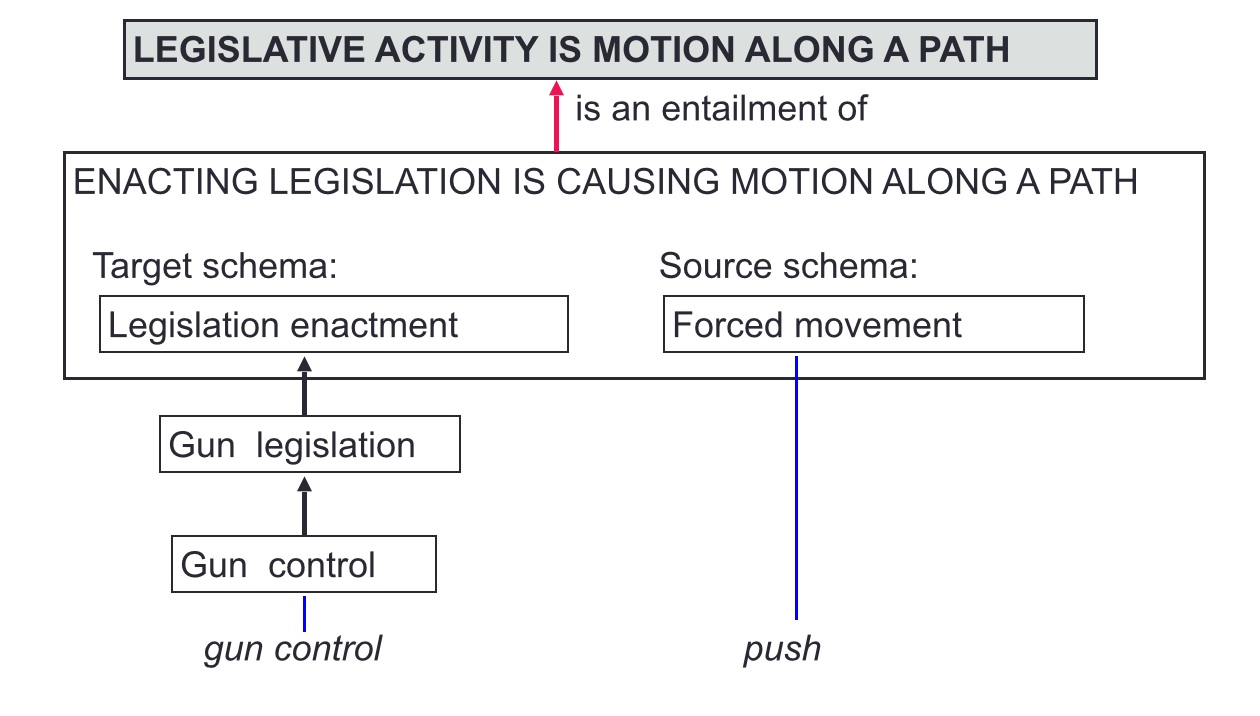 LEGISLATIVE ACTIVITY IS MOTION ALONG A PATH
is an entailment of
ENACTING LEGISLATION IS CAUSING MOTION ALONG A PATH
Target schema:
Source schema:
Legislation enactment
Forced movement
Gun legislation
Gun control
gun control
push